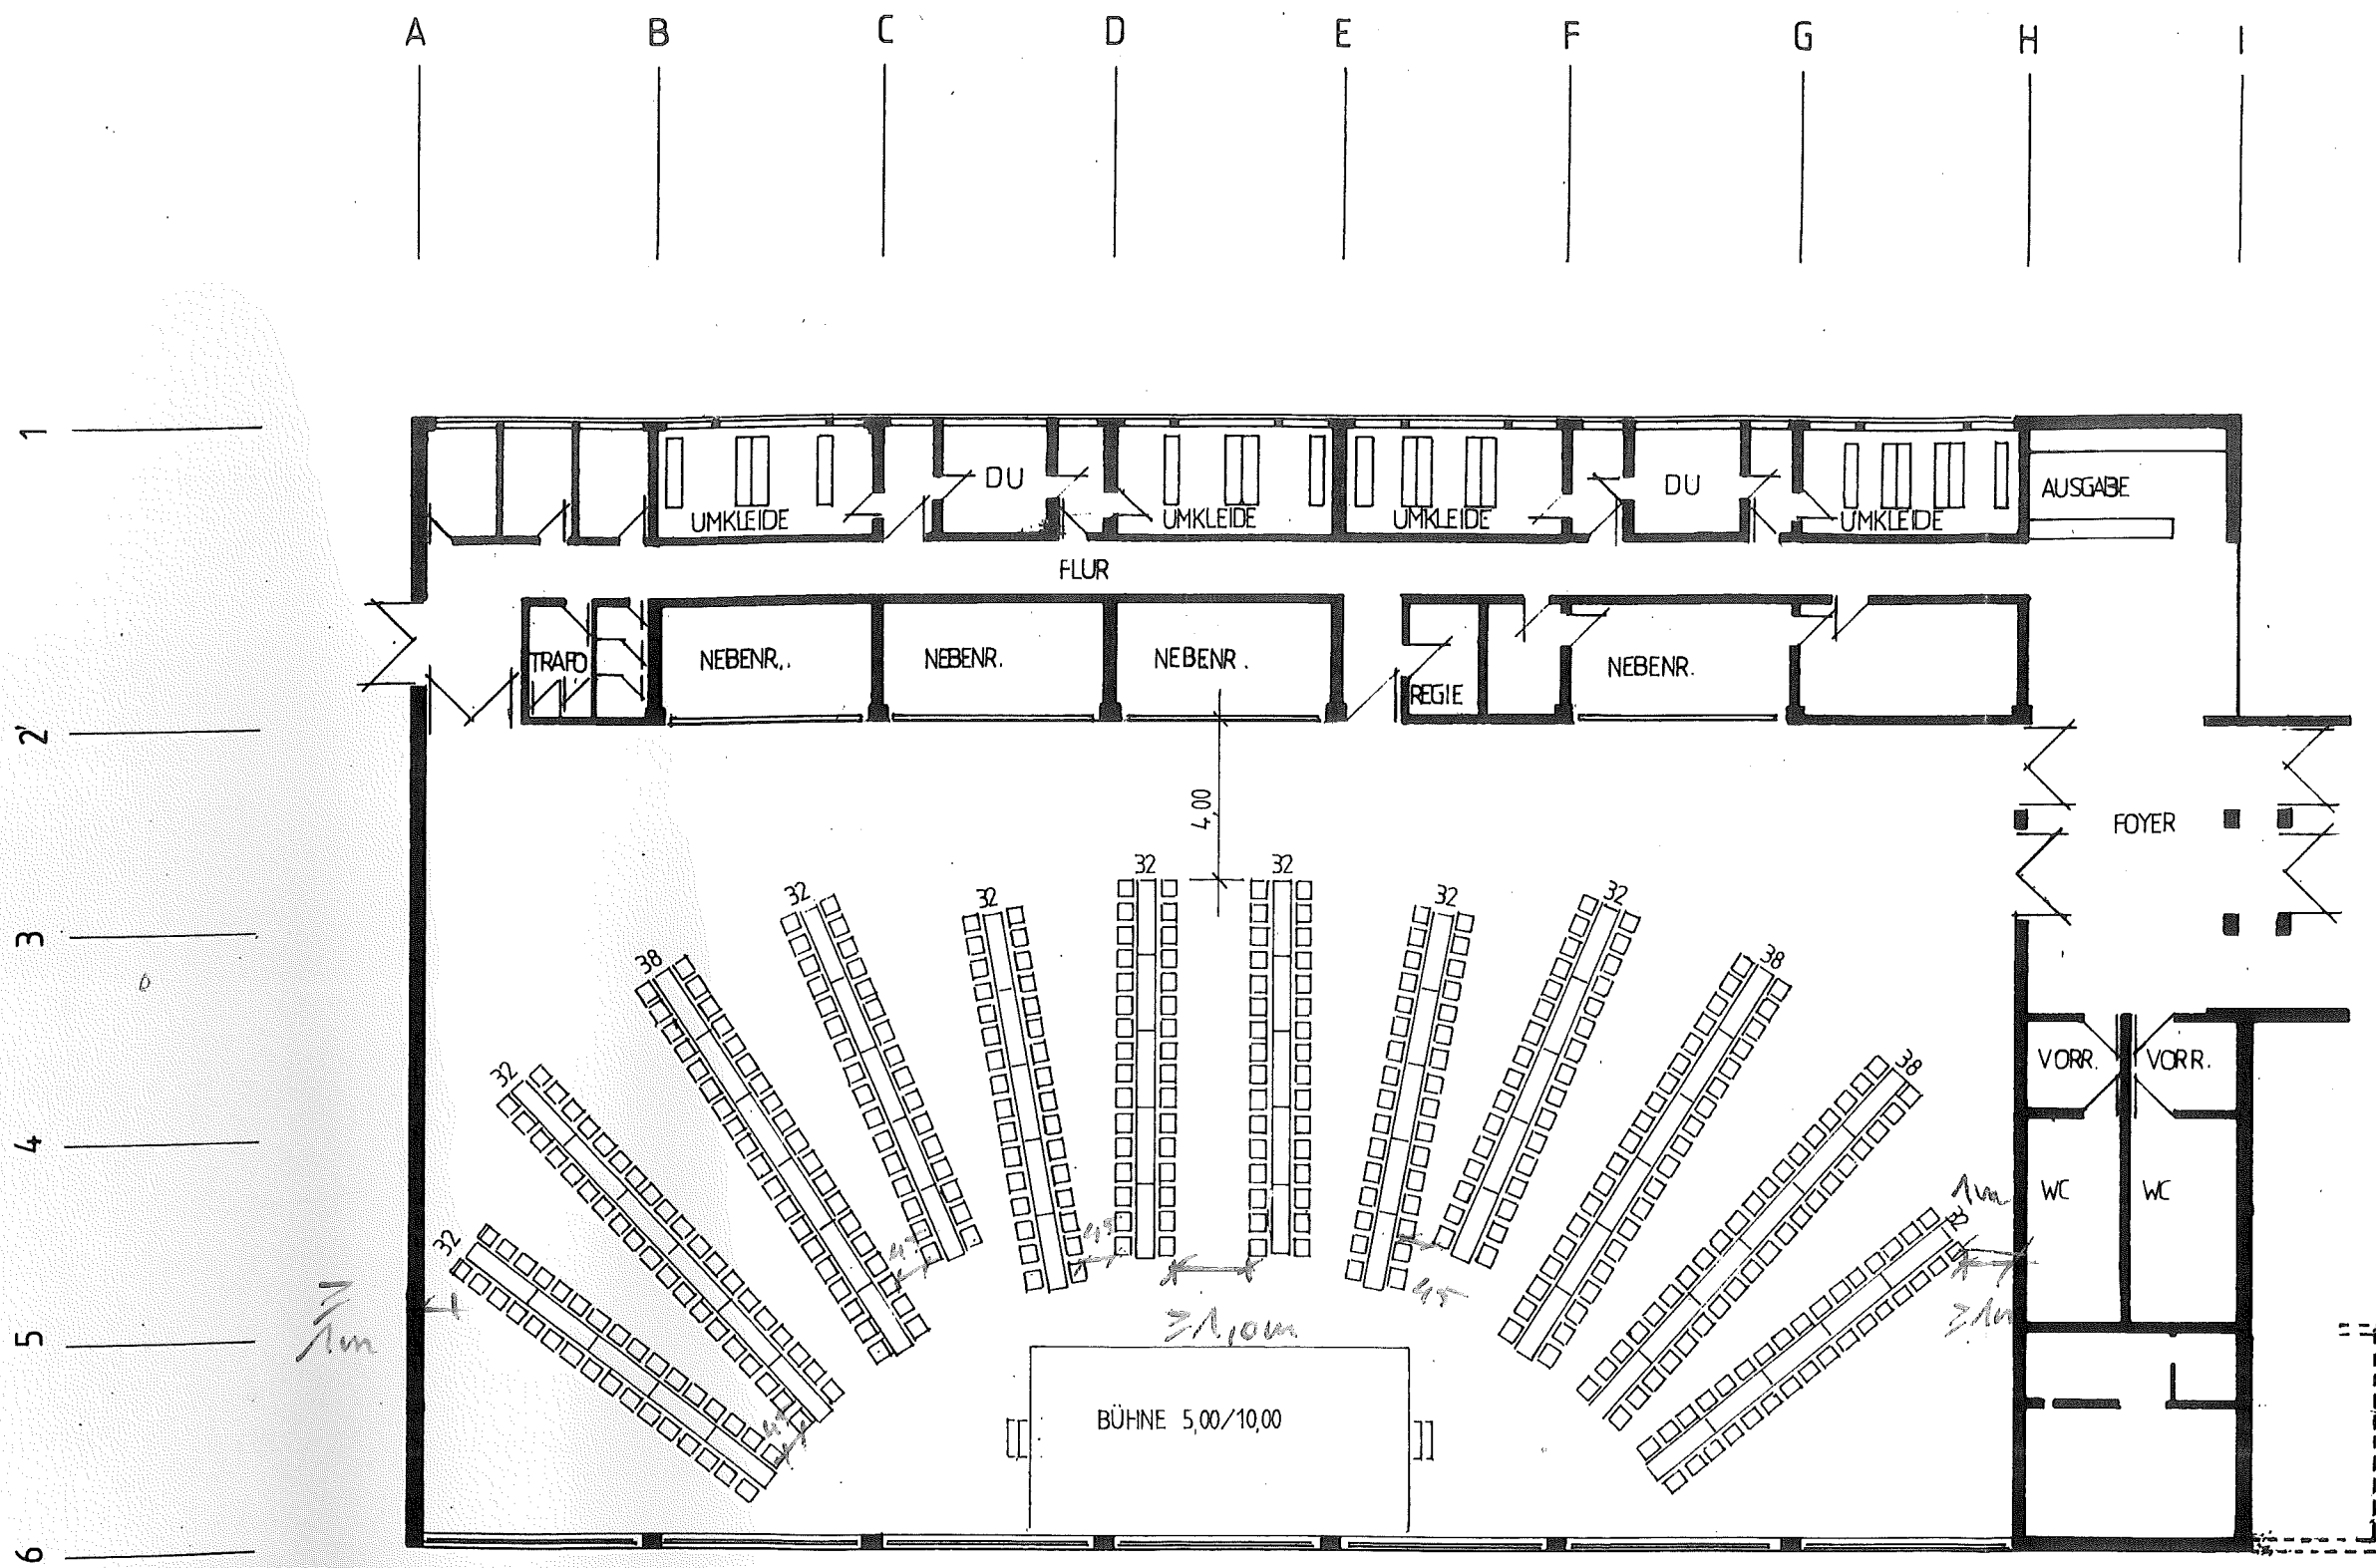 A B C D E F G H I
1
DU DU
AUSGABE
UMKLEIDE UMKLEIDE UMKLEIDE UMKLEIDE
FLUR
TRAFO NEBENR. NEBENR. NEBENR. NEBENR.
REGIE
2'
4,00
FOYER
32 32
32 32 32 32
3
38 38
32 38
VORR. VORR.
4
WC WC
1m
32
45
≥ 1m
≥1,0m
45
≥1m
5
BÜHNE 5,00/10,00
6